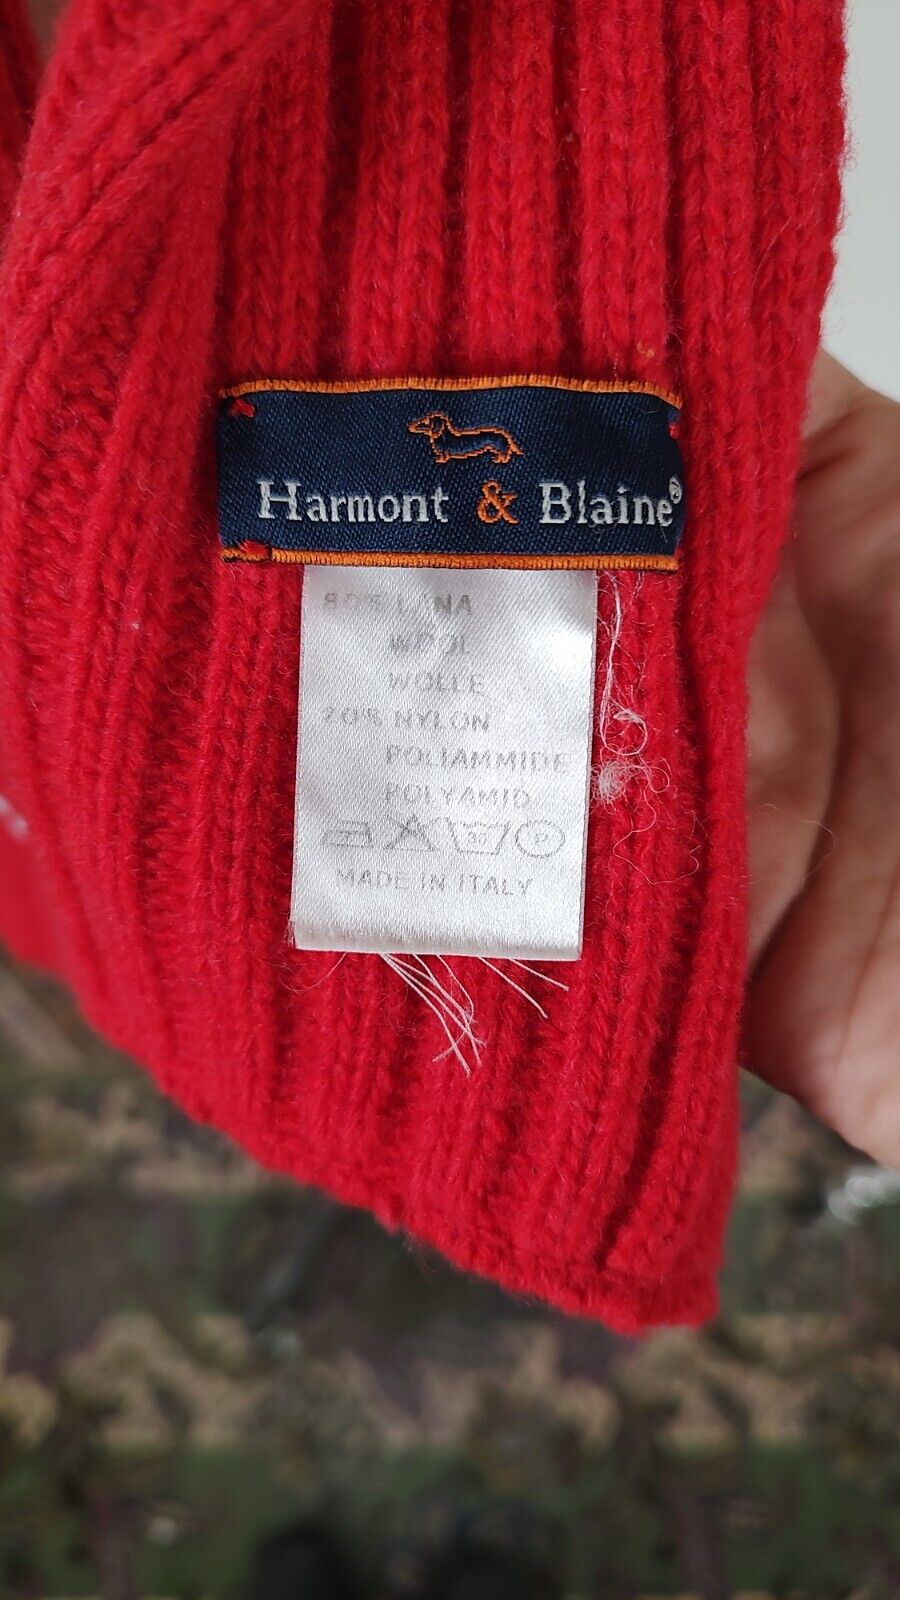 Harmont & Blaine®
80% LANA
WOOL
WOLLE
20% NYLON
POLIAMMIDE
POLYAMID
MADE IN ITALY